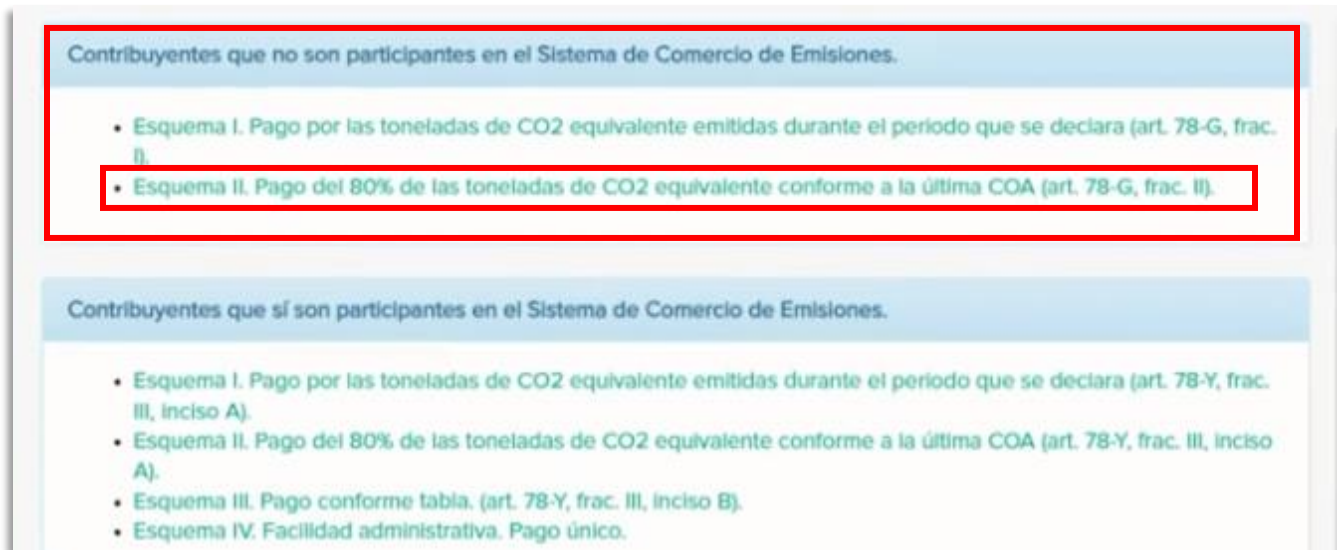 Contribuyentes que no son participantes en el Sistema de Comercio de Emisiones.
• Esquema I. Pago por las toneladas de CO2 equivalente emitidas durante el periodo que se declara (art. 78-G, frac.
I).
• Esquema II. Pago del 80% de las toneladas de CO2 equivalente conforme a la última COA (art. 78-G, frac. II).
Contribuyentes que sí son participantes en el Sistema de Comercio de Emisiones.
• Esquema I. Pago por las toneladas de CO2 equivalente emitidas durante el periodo que se declara (art. 78-Y, frac.
III, inciso A).
• Esquema II. Pago del 80% de las toneladas de CO2 equivalente conforme a la última COA (art. 78-Y, frac. III, inciso
A).
• Esquema III. Pago conforme tabla. (art. 78-Y, frac. III, inciso B).
• Esquema IV. Facilidad administrativa. Pago único.